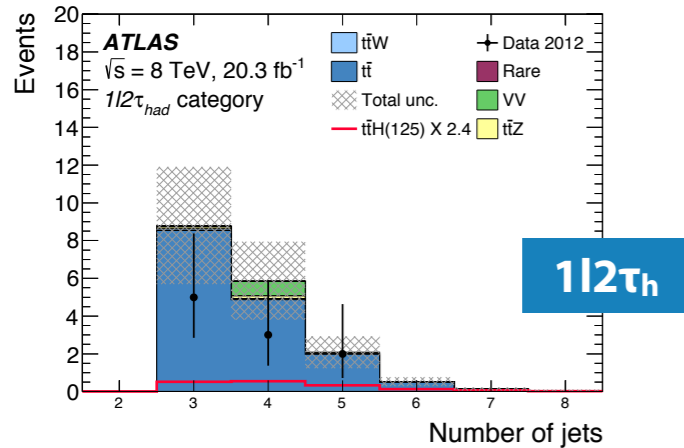 Events
20
18
16
14
12
10
8
6
4
2
0
ATLAS
√s = 8 TeV, 20.3 fb⁻¹
1l2τhad category
tt̄W
tt̄
Total unc.
tt̄H(125) X 2.4
Data 2012
Rare
VV
tt̄Z
1l2τh
2 3 4 5 6 7 8
Number of jets